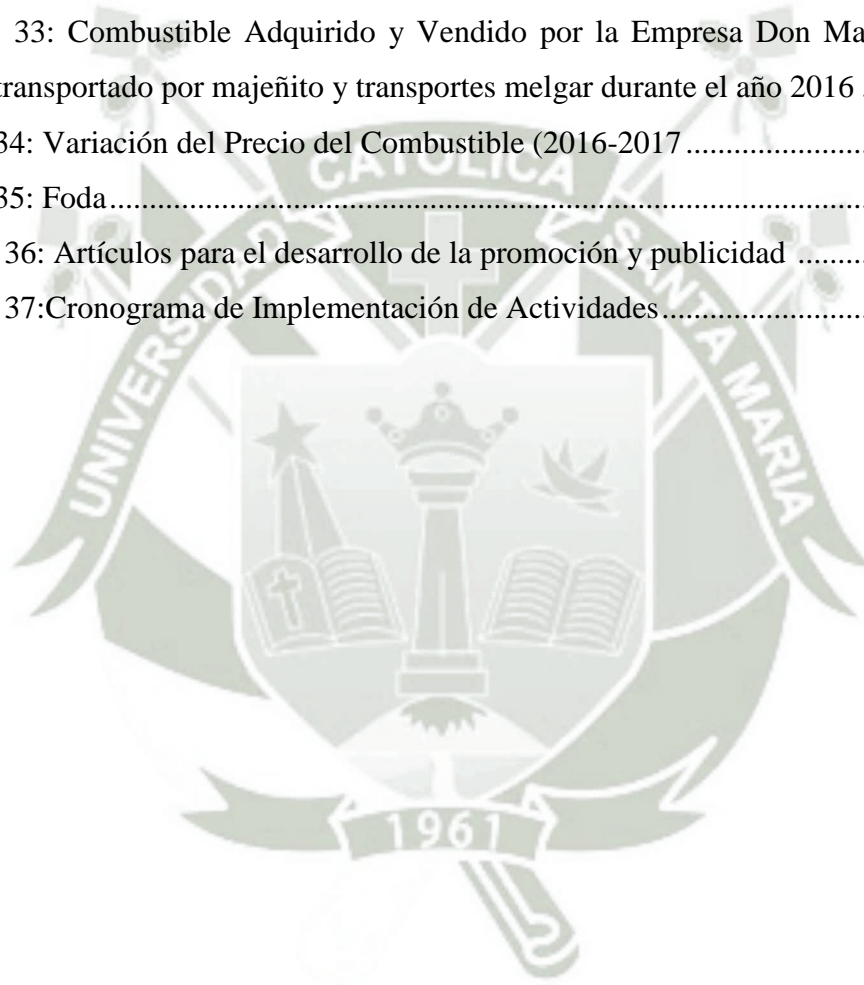 33: Combustible Adquirido y Vendido por la Empresa Don Ma
transportado por majeñito y transportes melgar durante el año 2016 .
34: Variación del Precio del Combustible (2016-2017 ......................
35: Foda..............................................................................................
36: Artículos para el desarrollo de la promoción y publicidad .........
37:Cronograma de Implementación de Actividades.........................
UNIVERSIDAD CATOLICA SANTA MARIA
1961